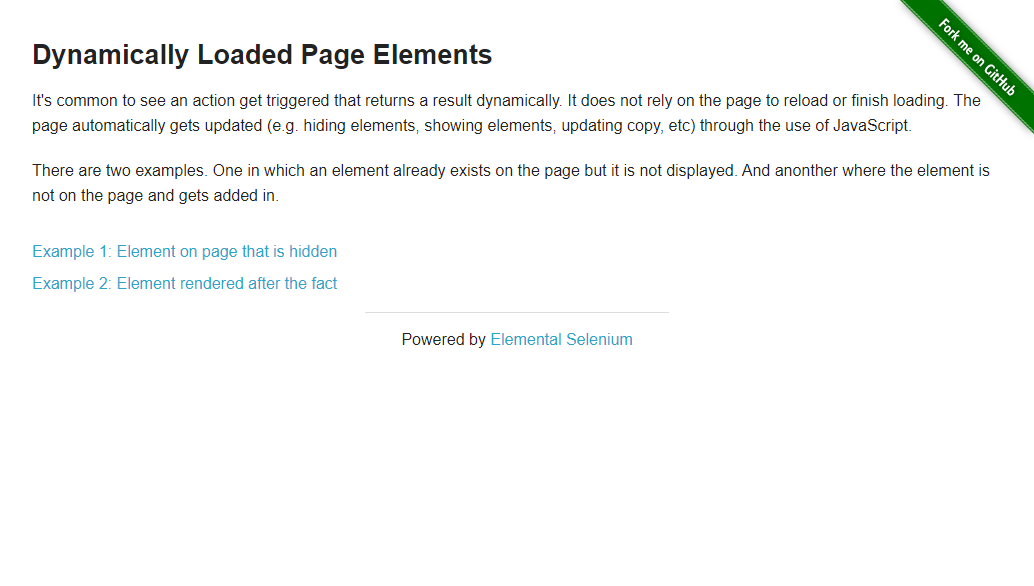 Fork me on GitHub
Dynamically Loaded Page Elements
It's common to see an action get triggered that returns a result dynamically. It does not rely on the page to reload or finish loading. The
page automatically gets updated (e.g. hiding elements, showing elements, updating copy, etc) through the use of JavaScript.
There are two examples. One in which an element already exists on the page but it is not displayed. And anonther where the element is
not on the page and gets added in.
Example 1: Element on page that is hidden
Example 2: Element rendered after the fact
Powered by Elemental Selenium